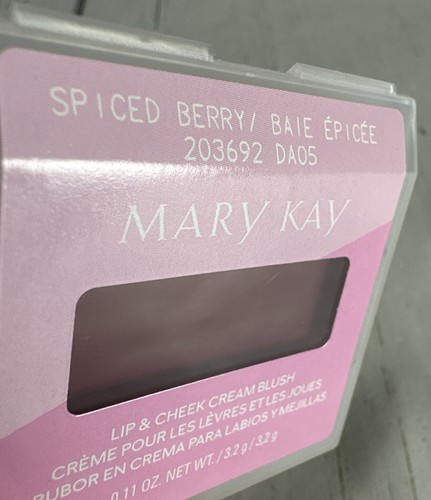 SPICED BERRY/ BAIE ÉPICÉE
203692 DA05
MARY KAY
LIP & CHEEK CREAM BLUSH
CRÈME POUR LES LÈVRES ET LES JOUES
RUBOR EN CREMA PARA LABIOS Y MEJILLAS
0.11 OZ. NET WT. / 3.2 g / 3,2 g